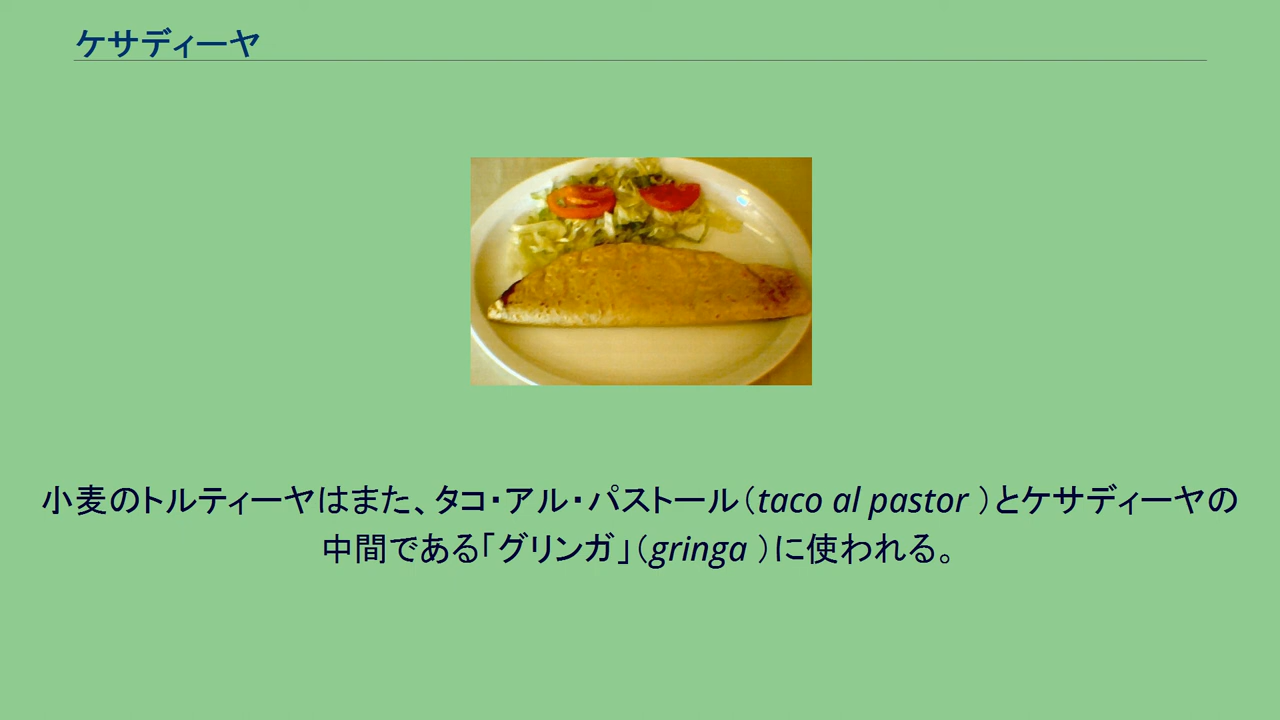 ケサディーヤ
小麦のトルティーヤはまた、タコ・アル・パストール（taco al pastor ）とケサディーヤの
中間である「グリンガ」（gringa ）に使われる。